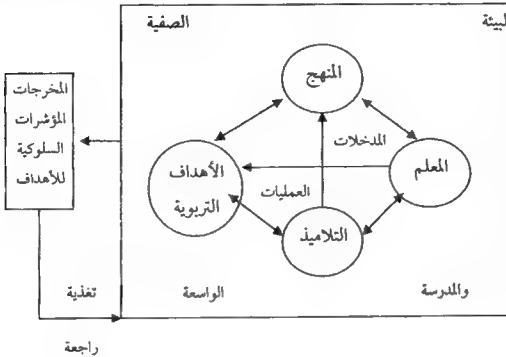 البيئة الصفية
المنهج
المخرجات
المؤشرات
السلوكية
للأهداف
المدخلات
المعلم
الأهداف
التربوية
العمليات
التلاميذ
والمدرسة الواسعة
تغذية
راجعة